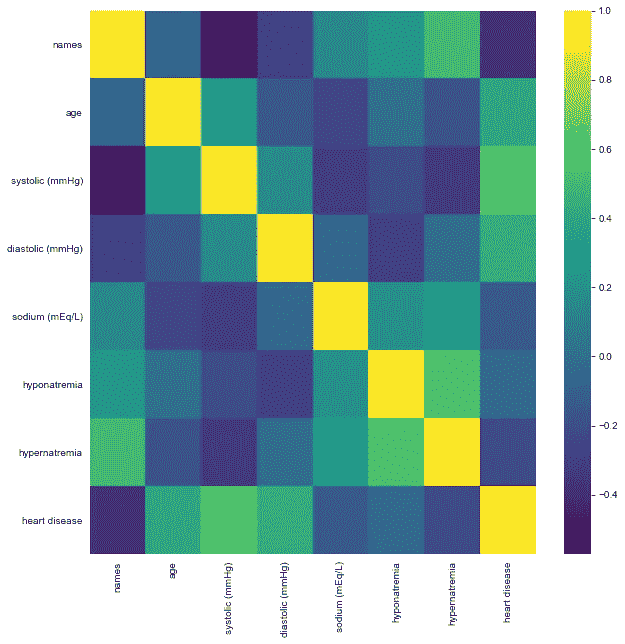 names
age
systolic (mmHg)
diastolic (mmHg)
sodium (mEq/L)
hyponatremia
hypernatremia
heart disease
names
age
systolic (mmHg)
diastolic (mmHg)
sodium (mEq/L)
hyponatremia
hypernatremia
heart disease
1.0
0.8
0.6
0.4
0.2
0.0
−0.2
−0.4